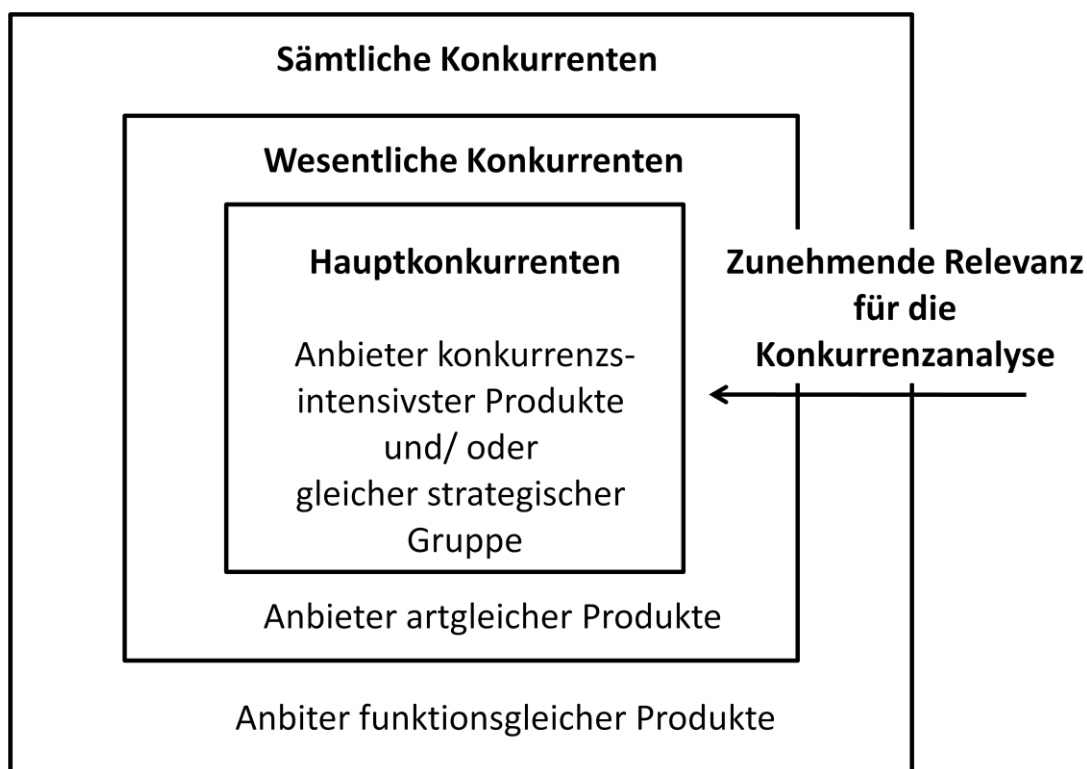 Sämtliche Konkurrenten
Wesentliche Konkurrenten
Hauptkonkurrenten
Anbieter konkurrenzs-
intensivster Produkte
und/ oder
gleicher strategischer
Gruppe
Anbieter artgleicher Produkte
Anbiter funktionsgleicher Produkte
Zunehmende Relevanz
für die
Konkurrenzanalyse